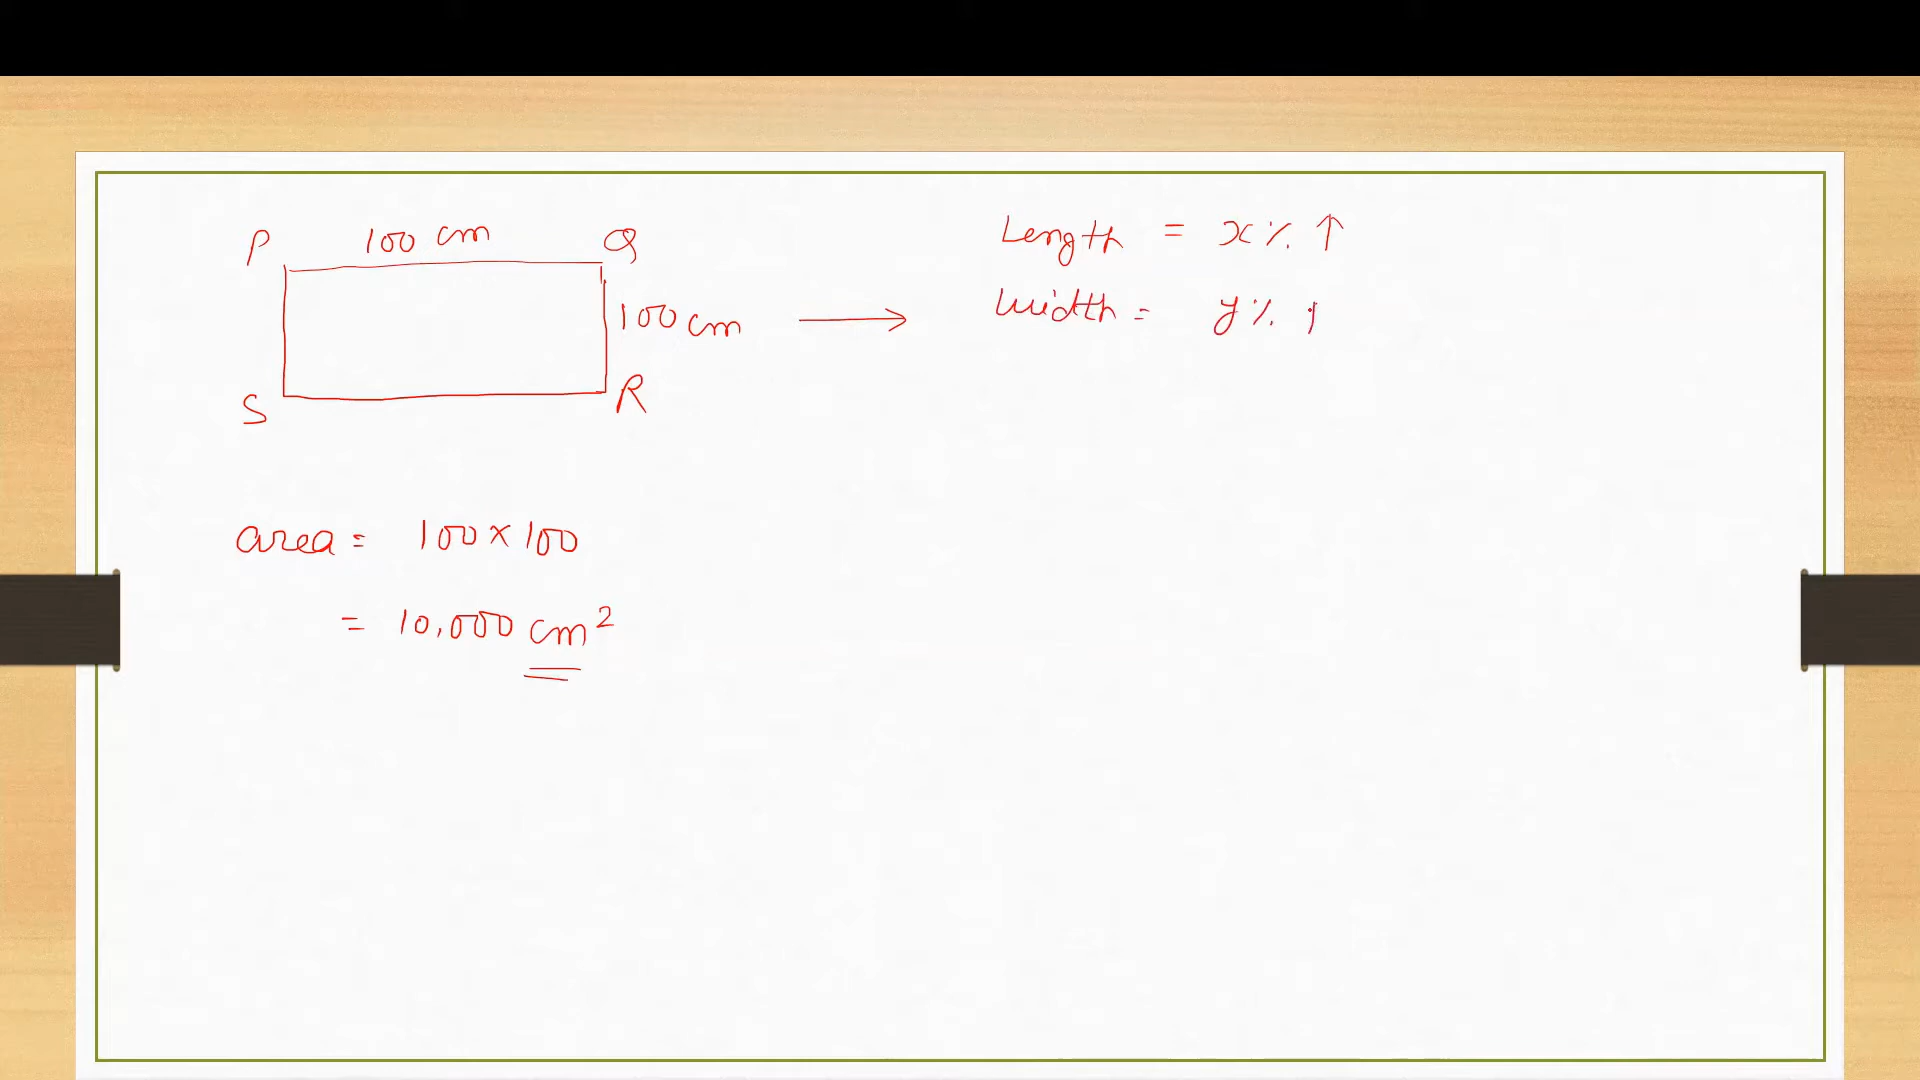 P 100 cm Q
100 cm
S R
area = 100 × 100
= 10,000 cm²
Length = x% ↑
width = y%